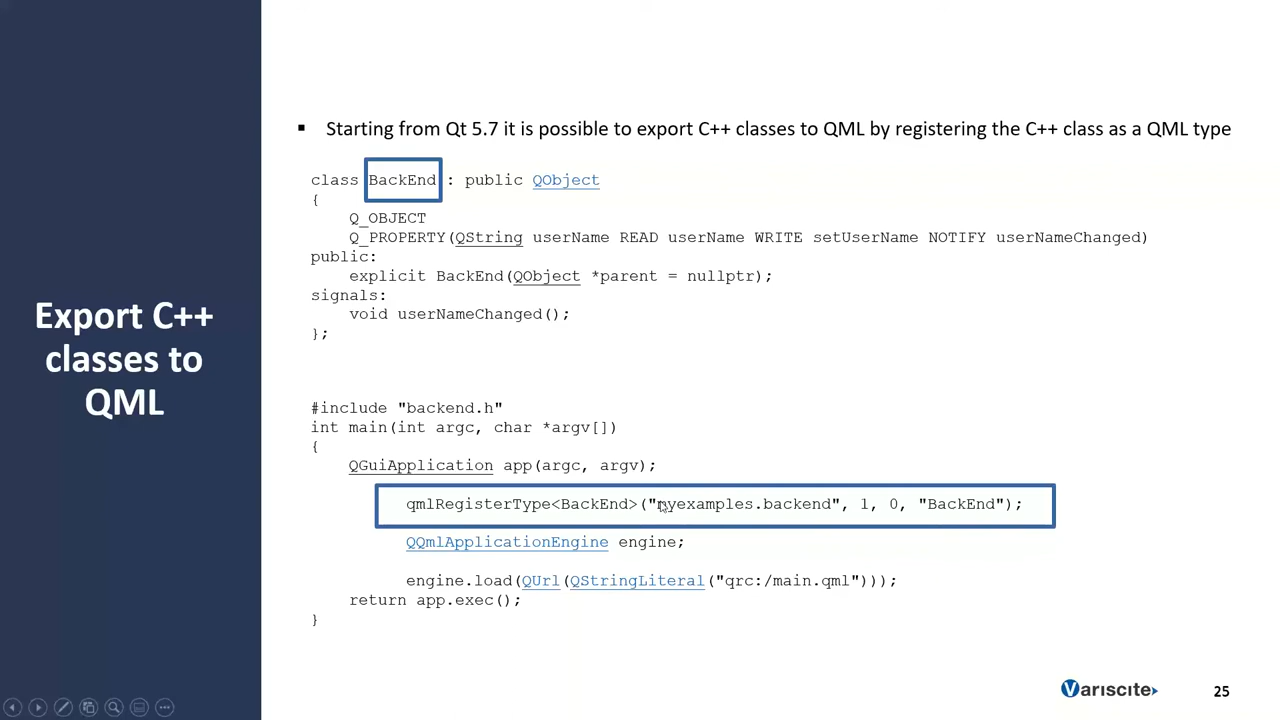 Export C++
classes to
QML
▪ Starting from Qt 5.7 it is possible to export C++ classes to QML by registering the C++ class as a QML type
class BackEnd : public QObject
{
Q_OBJECT
Q_PROPERTY(QString userName READ userName WRITE setUserName NOTIFY userNameChanged)
public:
explicit BackEnd(QObject *parent = nullptr);
signals:
void userNameChanged();
};
#include "backend.h"
int main(int argc, char *argv[])
{
QGuiApplication app(argc, argv);
qmlRegisterType<BackEnd>("myexamples.backend", 1, 0, "BackEnd");
QQmlApplicationEngine engine;
engine.load(QUrl(QStringLiteral("qrc:/main.qml")));
return app.exec();
}
Variscite
25